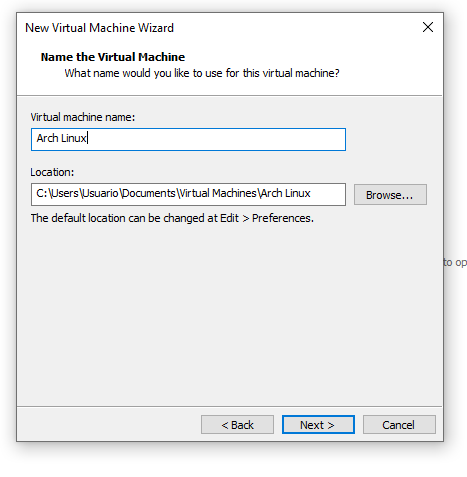 New Virtual Machine Wizard
Name the Virtual Machine
What name would you like to use for this virtual machine?
Virtual machine name:
Arch Linux
Location:
C:\Users\Usuario\Documents\Virtual Machines\Arch Linux
Browse...
The default location can be changed at Edit > Preferences.
to op
< Back
Next >
Cancel